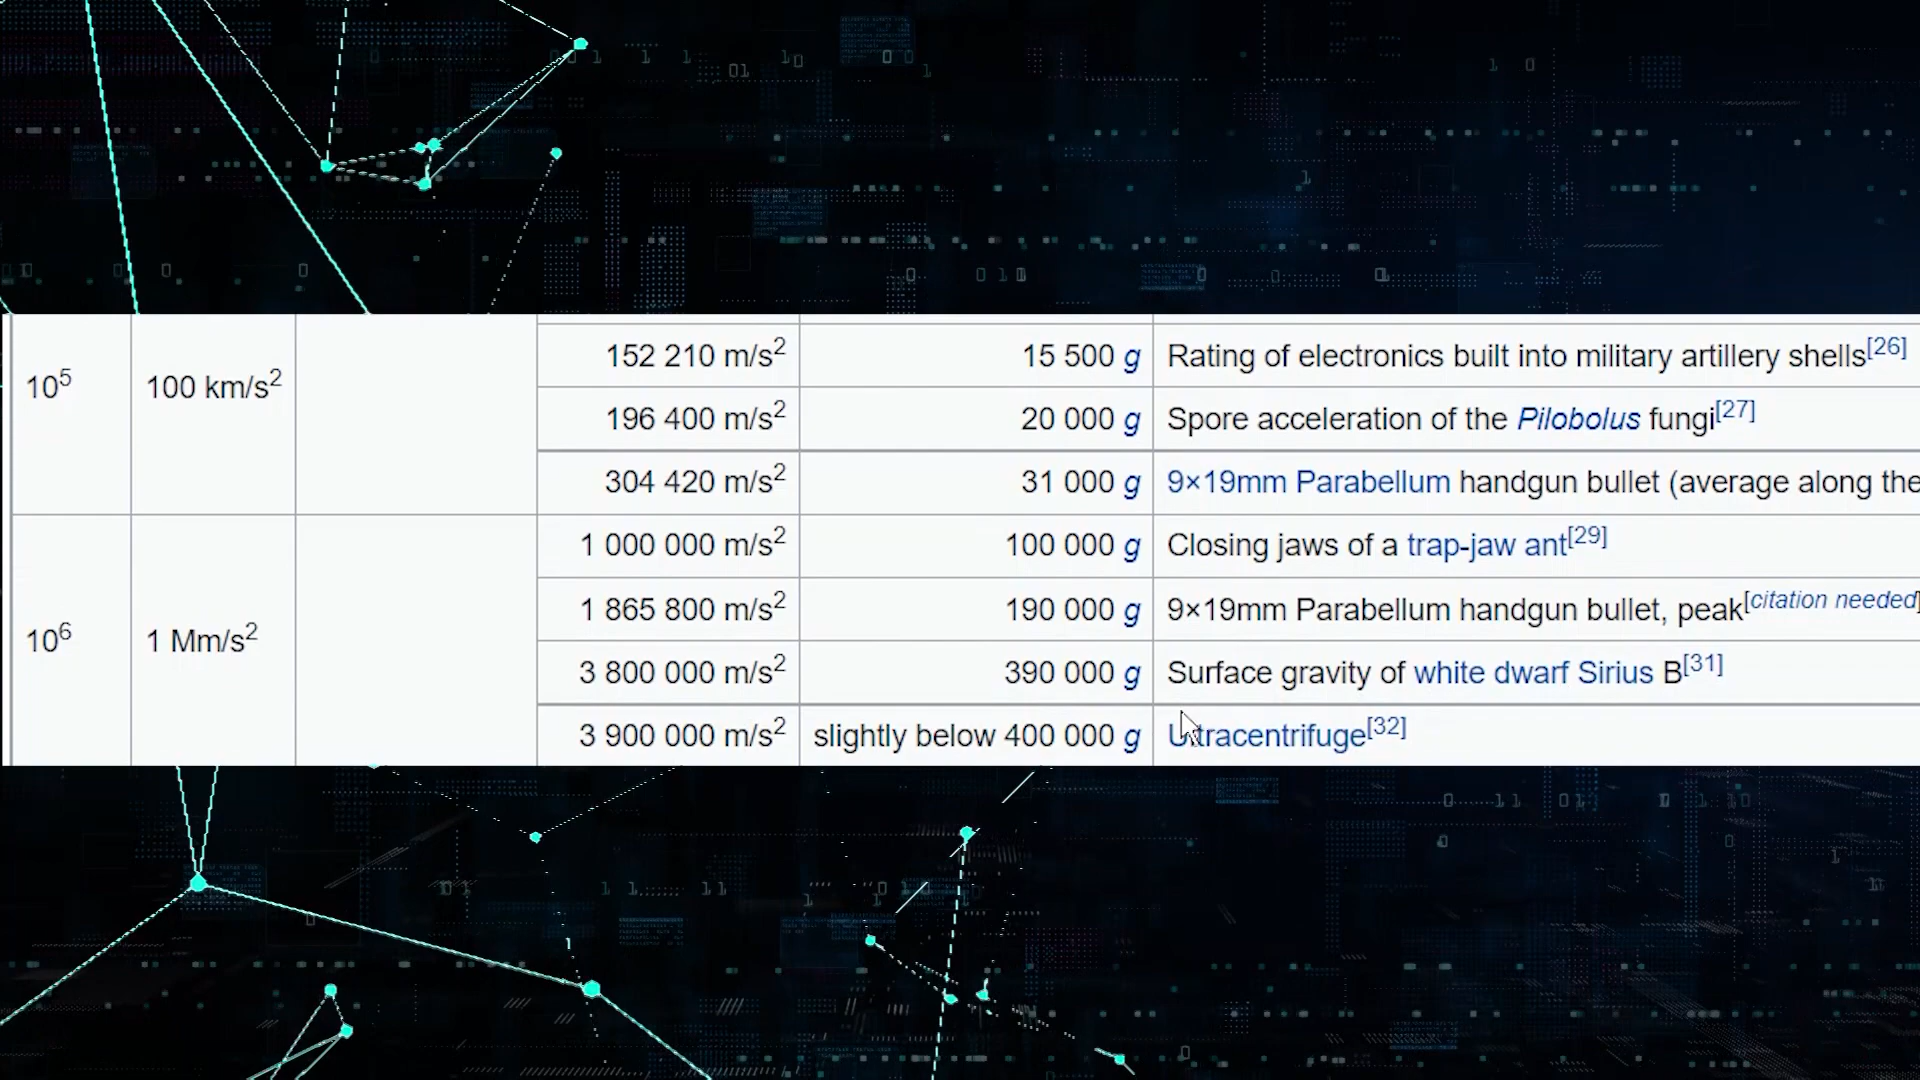 10⁵ 100 km/s² 152 210 m/s² 15 500 g Rating of electronics built into military artillery shells[26]
196 400 m/s² 20 000 g Spore acceleration of the Pilobolus fungi[27]
304 420 m/s² 31 000 g 9×19mm Parabellum handgun bullet (average along the
10⁶ 1 Mm/s² 1 000 000 m/s² 100 000 g Closing jaws of a trap-jaw ant[29]
1 865 800 m/s² 190 000 g 9×19mm Parabellum handgun bullet, peak[citation needed]
3 800 000 m/s² 390 000 g Surface gravity of white dwarf Sirius B[31]
3 900 000 m/s² slightly below 400 000 g Ultracentrifuge[32]